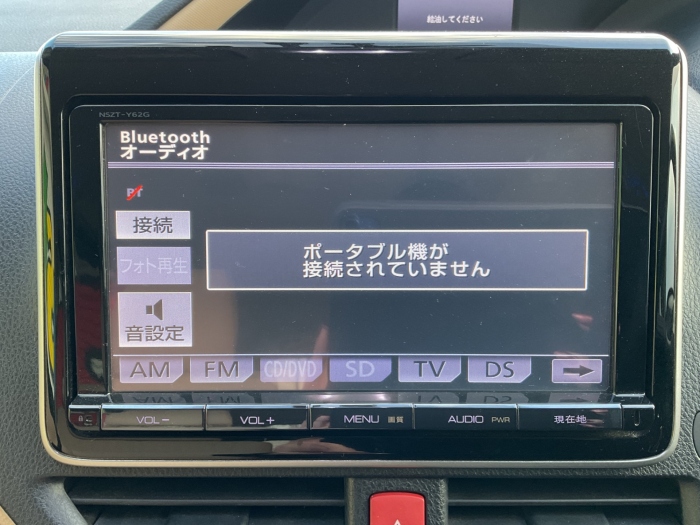 給油してください
NSZT-Y62G
Bluetooth
オーディオ
接続
フォト再生
音設定
ポータブル機が
接続されていません
AM FM CD/DVD SD TV DS
VOL− VOL+ MENU 画質 AUDIO PWR 現在地